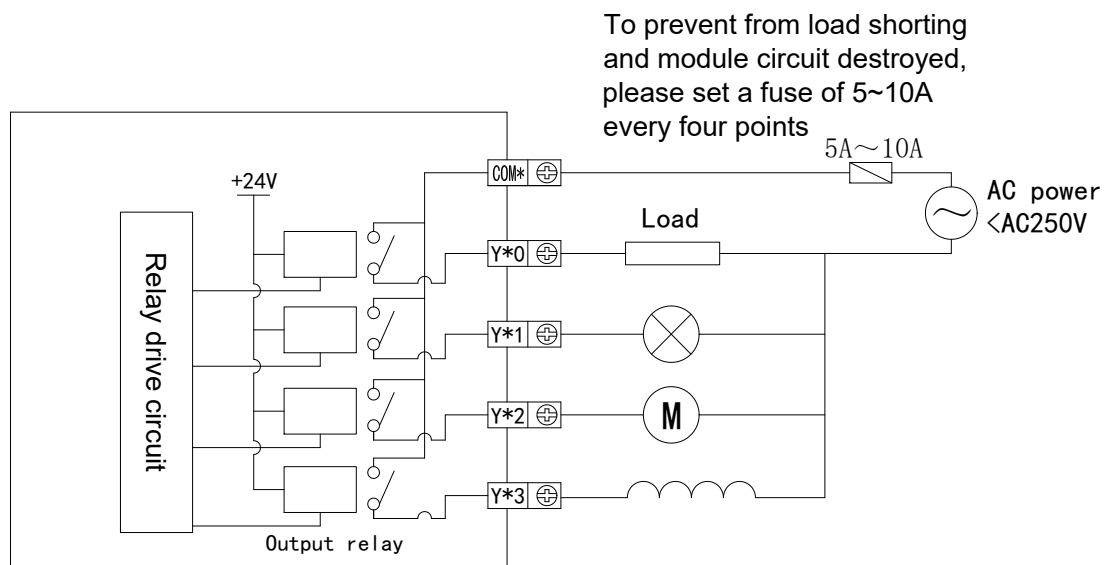 To prevent from load shorting
and module circuit destroyed,
please set a fuse of 5~10A
every four points
5A～10A
COM*
+24V
AC power
<AC250V
Load
Y*0
Relay drive circuit
Y*1
Y*2
M
Y*3
Output relay